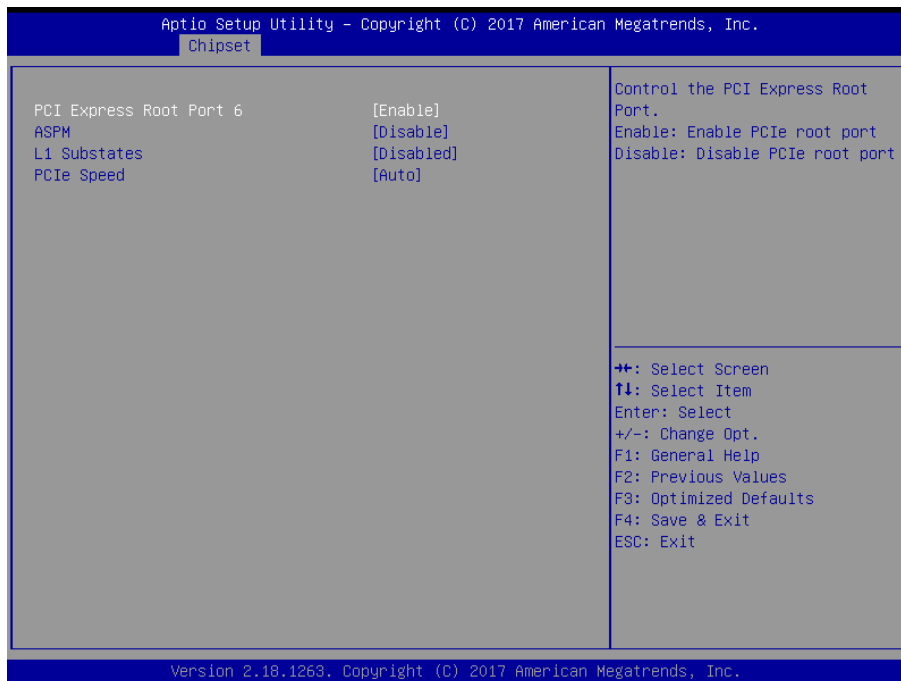 Aptio Setup Utility – Copyright (C) 2017 American Megatrends, Inc.
Chipset
PCI Express Root Port 6 [Enable]
ASPM [Disable]
L1 Substates [Disabled]
PCIe Speed [Auto]
Control the PCI Express Root
Port.
Enable: Enable PCIe root port
Disable: Disable PCIe root port
→←: Select Screen
↑↓: Select Item
Enter: Select
+/-: Change Opt.
F1: General Help
F2: Previous Values
F3: Optimized Defaults
F4: Save & Exit
ESC: Exit
Version 2.18.1263. Copyright (C) 2017 American Megatrends, Inc.